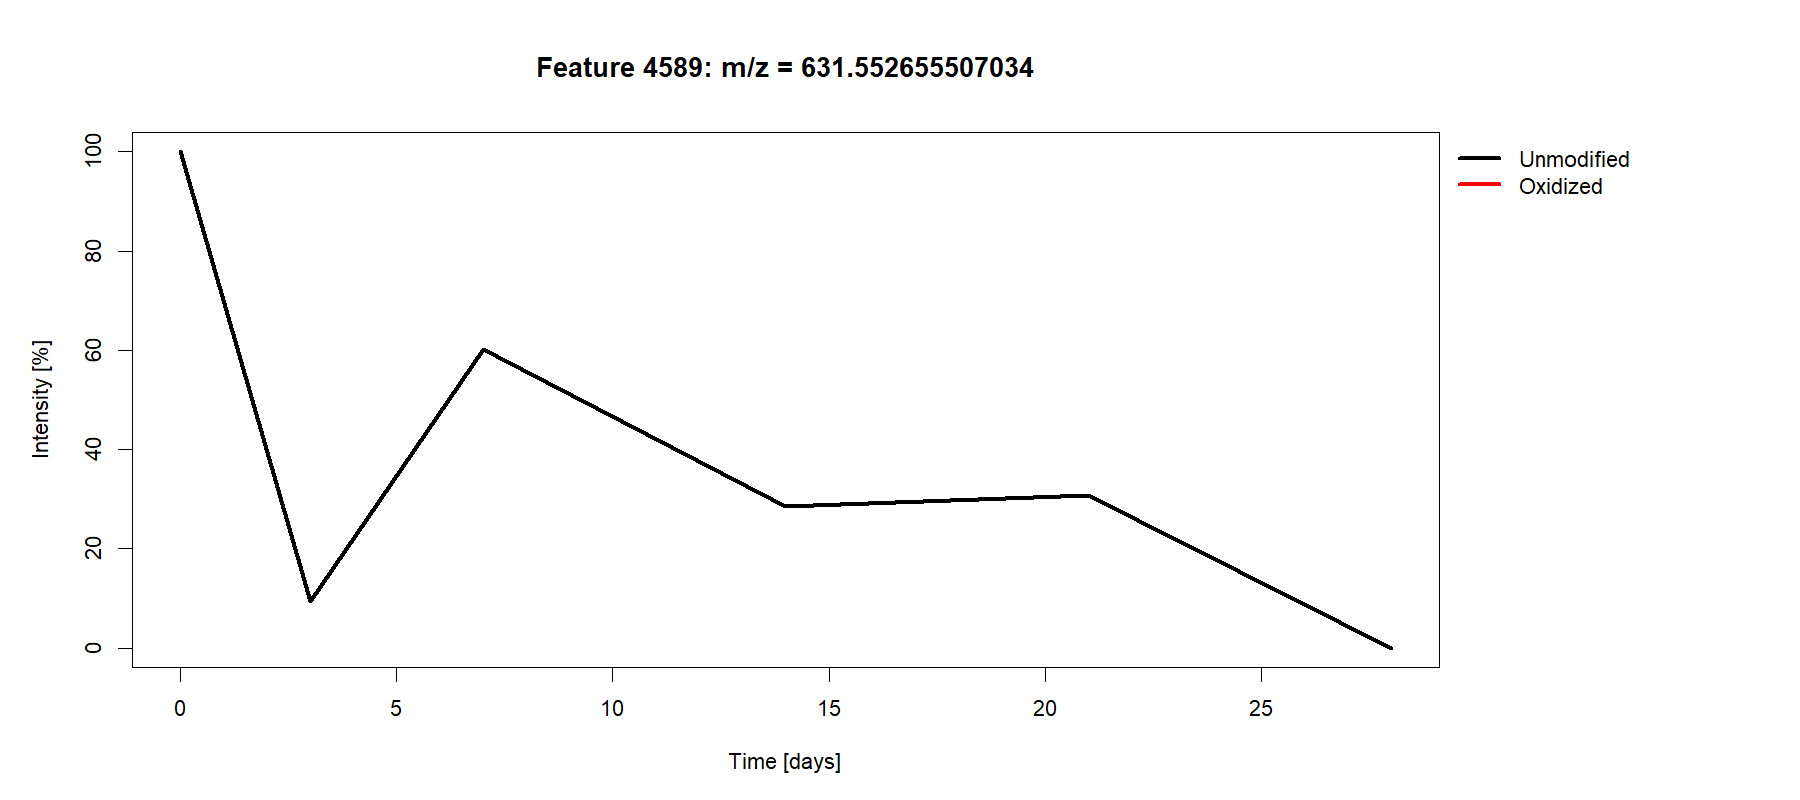 Feature 4589: m/z = 631.552655507034
Unmodified
Oxidized
Intensity [%]
100
80
60
40
20
0
0 5 10 15 20 25
Time [days]